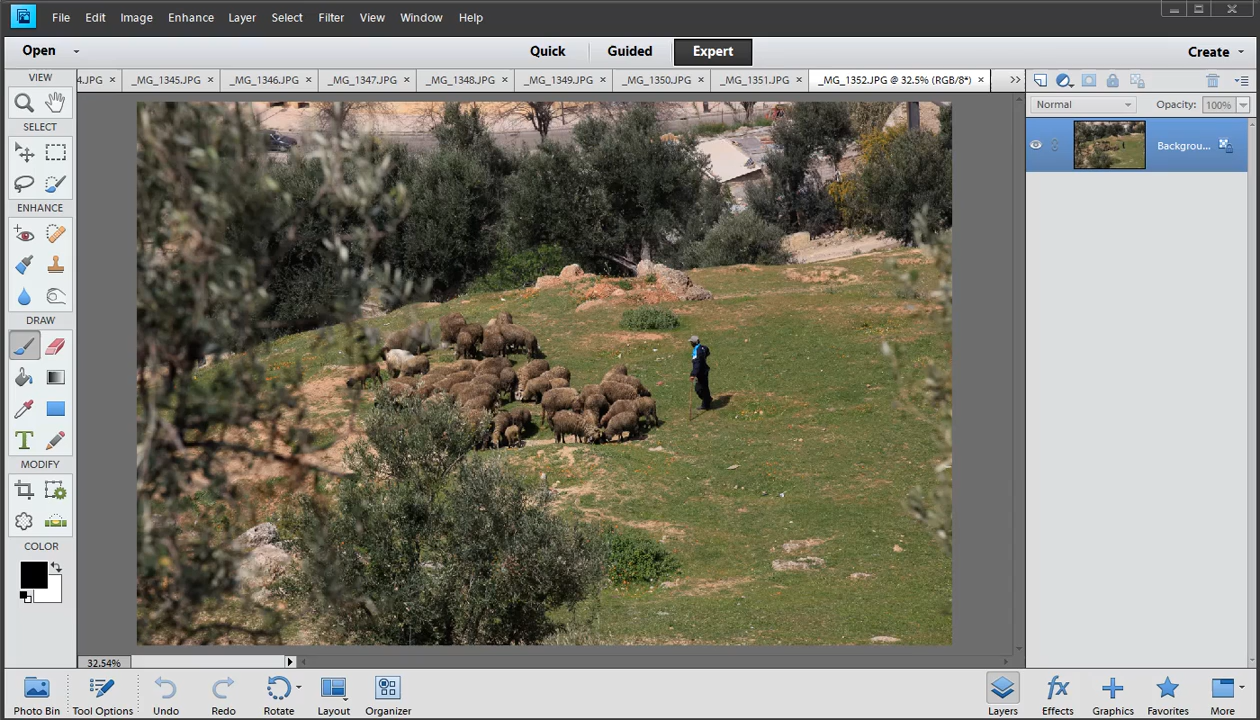 File Edit Image Enhance Layer Select Filter View Window Help
Open Quick Guided Expert Create
VIEW 4.JPG _MG_1345.JPG _MG_1346.JPG _MG_1347.JPG _MG_1348.JPG _MG_1349.JPG _MG_1350.JPG _MG_1351.JPG _MG_1352.JPG @ 32.5% (RGB/8*)
Normal Opacity: 100%
SELECT
Backgrou...
ENHANCE
DRAW
T
MODIFY
COLOR
32.54%
fx
Photo Bin Tool Options Undo Redo Rotate Layout Organizer Layers Effects Graphics Favorites More